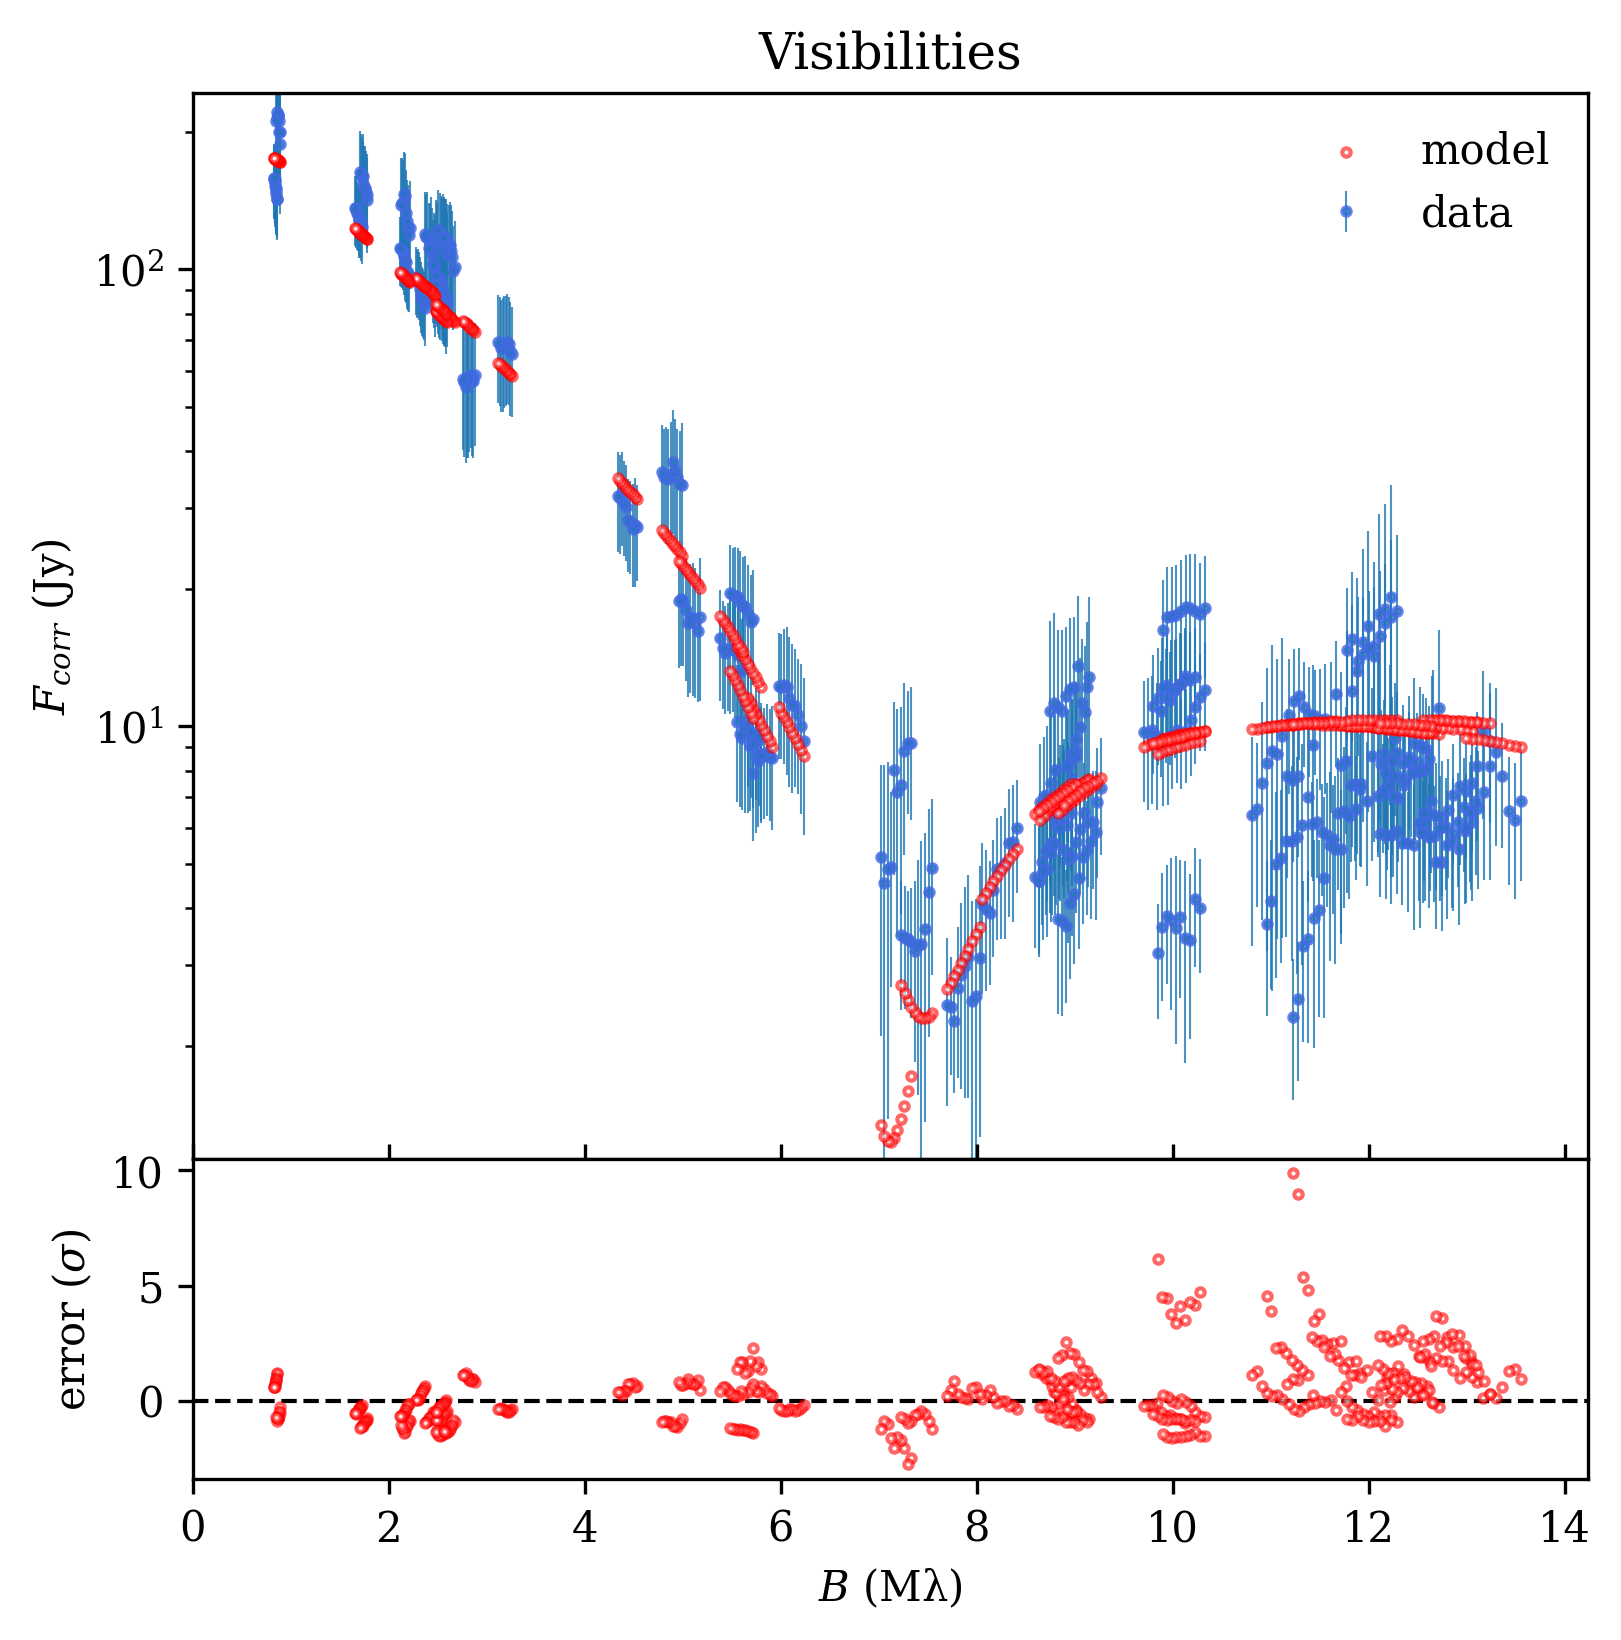 Visibilities
model
data
10²
10¹
F_corr (Jy)
10
5
0
error (σ)
0 2 4 6 8 10 12 14
B (Mλ)